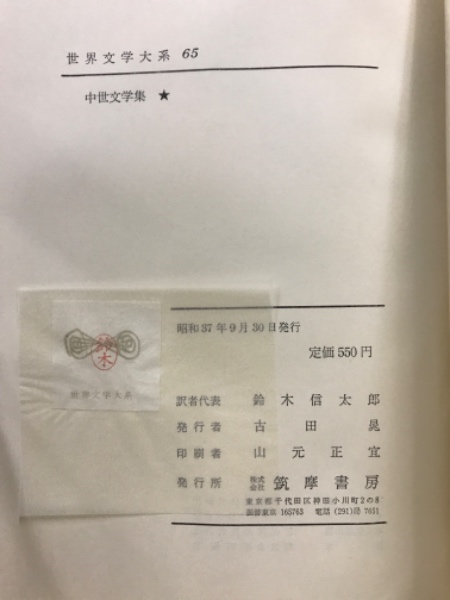 世界文学大系 65
中世文学集 ★
昭和37年9月30日発行
定価 550円
訳者代表 鈴木信太郎
発行者 古田晁
印刷者 山元正宜
発行所 株式会社 筑摩書房
東京都千代田区神田小川町2の8
振替東京 165768 電話 (291)局 7651
鈴木
世界文学大系